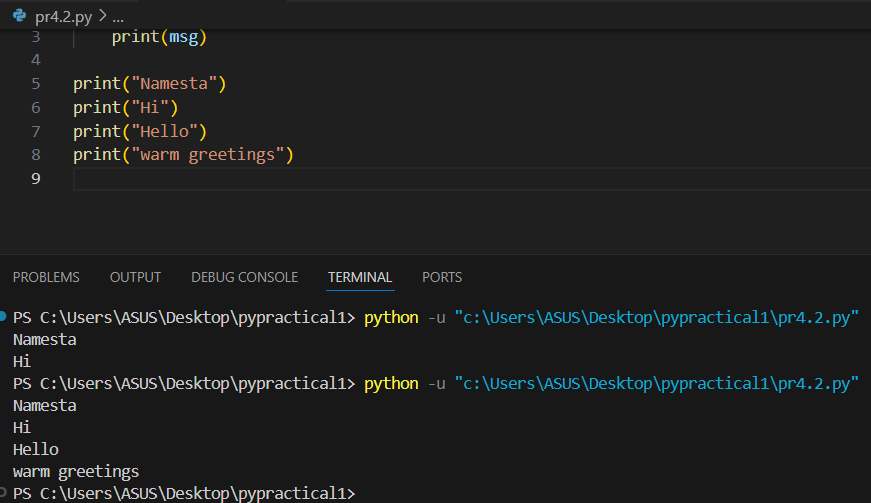 pr4.2.py > ...
3 print(msg)
4
5 print("Namesta")
6 print("Hi")
7 print("Hello")
8 print("warm greetings")
9
PROBLEMS OUTPUT DEBUG CONSOLE TERMINAL PORTS
PS C:\Users\ASUS\Desktop\pypractical1> python -u "c:\Users\ASUS\Desktop\pypractical1\pr4.2.py"
Namesta
Hi
PS C:\Users\ASUS\Desktop\pypractical1> python -u "c:\Users\ASUS\Desktop\pypractical1\pr4.2.py"
Namesta
Hi
Hello
warm greetings
PS C:\Users\ASUS\Desktop\pypractical1>